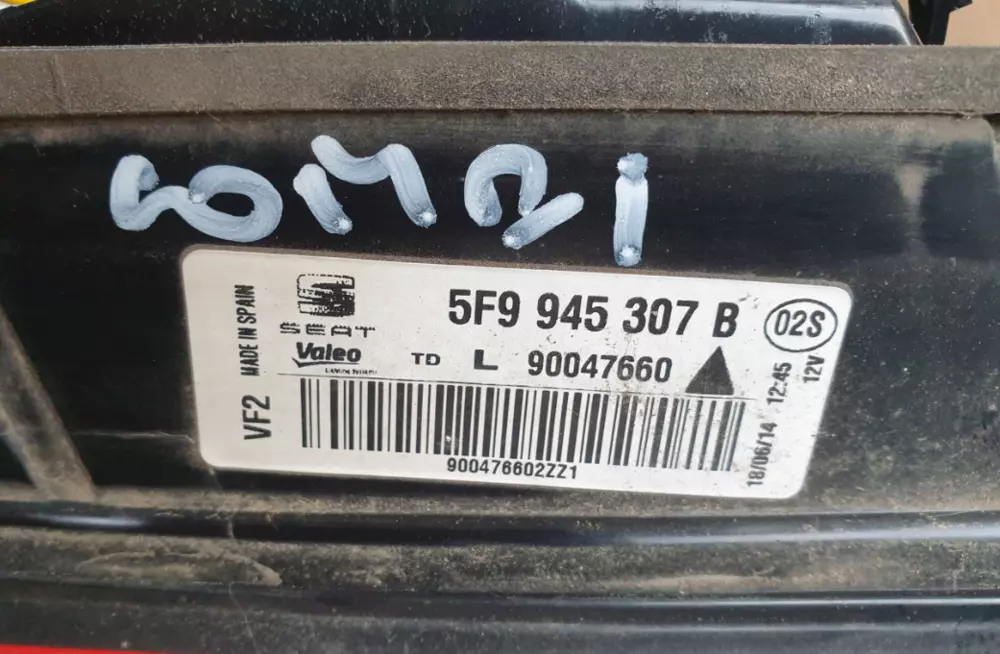 MADE IN SPAIN
SEAT
5F9 945 307 B
02S
Valeo
TD L 90047660
VF2
900476602ZZ1
18/06/14 12:45
12V